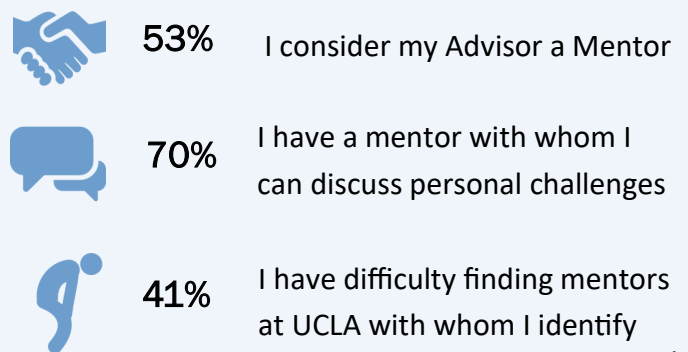 53% I consider my Advisor a Mentor
70% I have a mentor with whom I
can discuss personal challenges
41% I have difficulty finding mentors
at UCLA with whom I identify